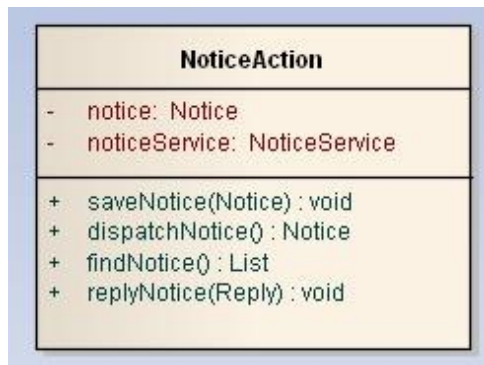 NoticeAction
- notice: Notice
- noticeService: NoticeService
+ saveNotice(Notice) : void
+ dispatchNotice() : Notice
+ findNotice() : List
+ replyNotice(Reply) : void